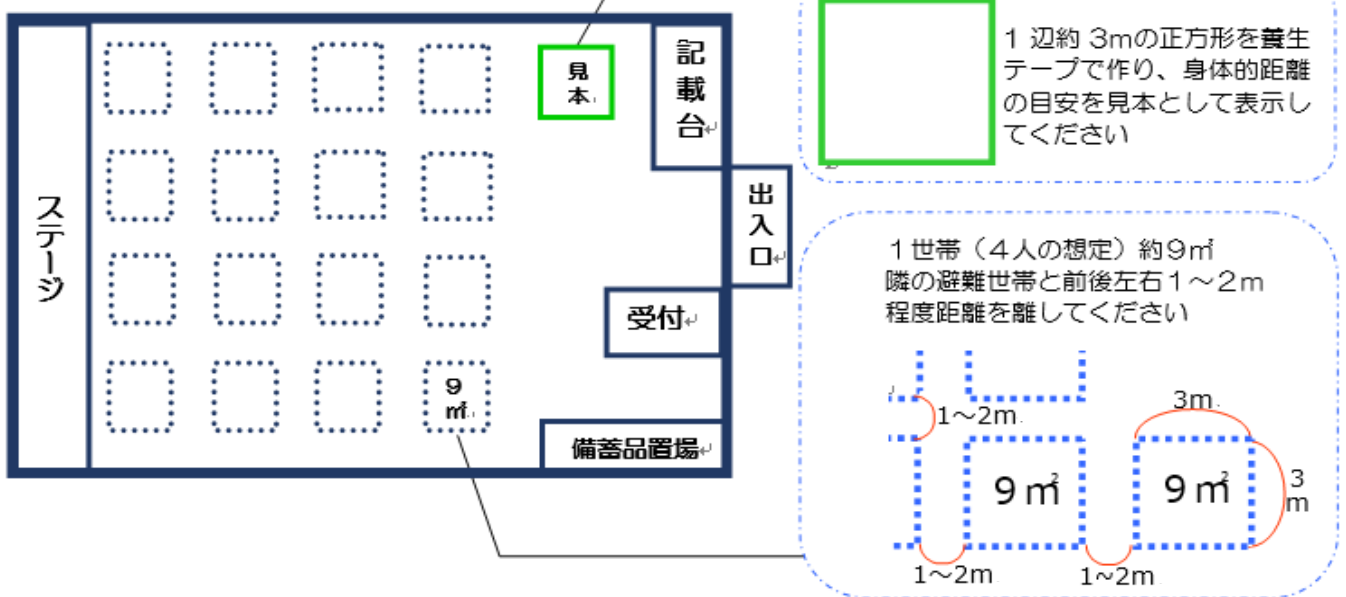 ステージ
見
本
記
載
台
出
入
口
受付
9
㎡
備蓄品置場
1 辺約 3mの正方形を養生
テープで作り、身体的距離
の目安を見本として表示し
てください
1世帯(4人の想定)約9㎡
隣の避難世帯と前後左右1~2m
程度距離を離してください
1~2m
3m
9㎡
9㎡
3
m
1~2m
1~2m